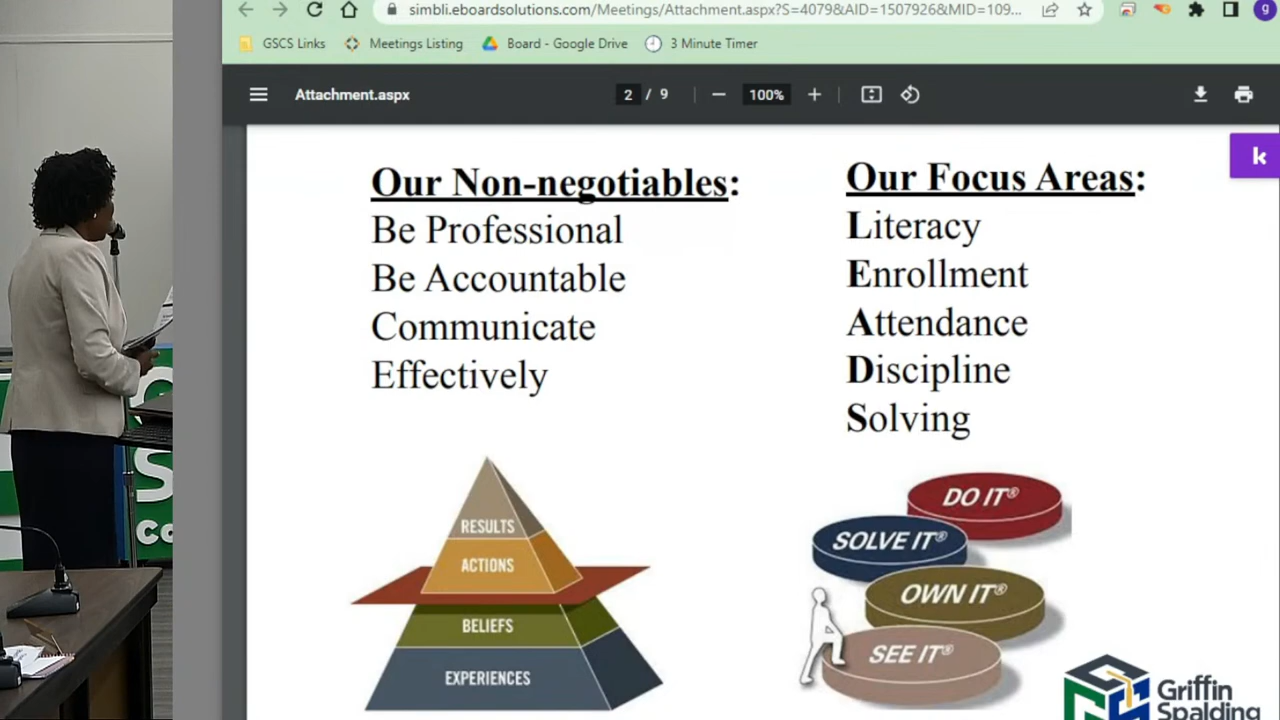 simbli.eboardsolutions.com/Meetings/Attachment.aspx?S=4079&AID=1507926&MID=109...
GSCS Links
Meetings Listing
Board - Google Drive
3 Minute Timer
Attachment.aspx
2 / 9
100%
k
Our Non-negotiables:
Be Professional
Be Accountable
Communicate
Effectively
Our Focus Areas:
Literacy
Enrollment
Attendance
Discipline
Solving
RESULTS
ACTIONS
BELIEFS
EXPERIENCES
DO IT®
SOLVE IT®
OWN IT®
SEE IT®
Griffin
Spalding
g